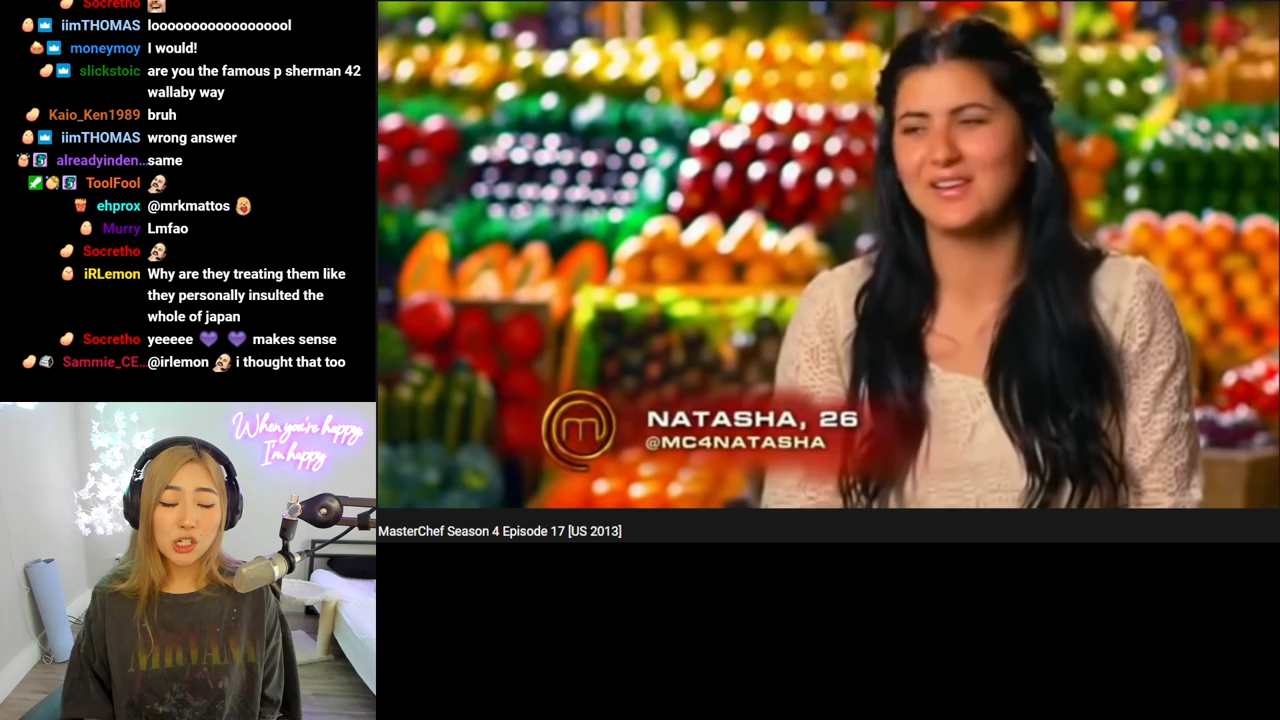 Socretho
iimTHOMAS looooooooooooooooool
moneymoy I would!
slickstoic are you the famous p sherman 42
wallaby way
Kaio_Ken1989 bruh
iimTHOMAS wrong answer
alreadyinden... same
ToolFool
ehprox @mrkmattos
Murry Lmfao
Socretho
iRLemon Why are they treating them like
they personally insulted the
whole of japan
Socretho yeeeee makes sense
Sammie_CE... @irlemon i thought that too
When you're happy
I'm happy
NIRVANA
NATASHA, 26
@MC4NATASHA
MasterChef Season 4 Episode 17 [US 2013]